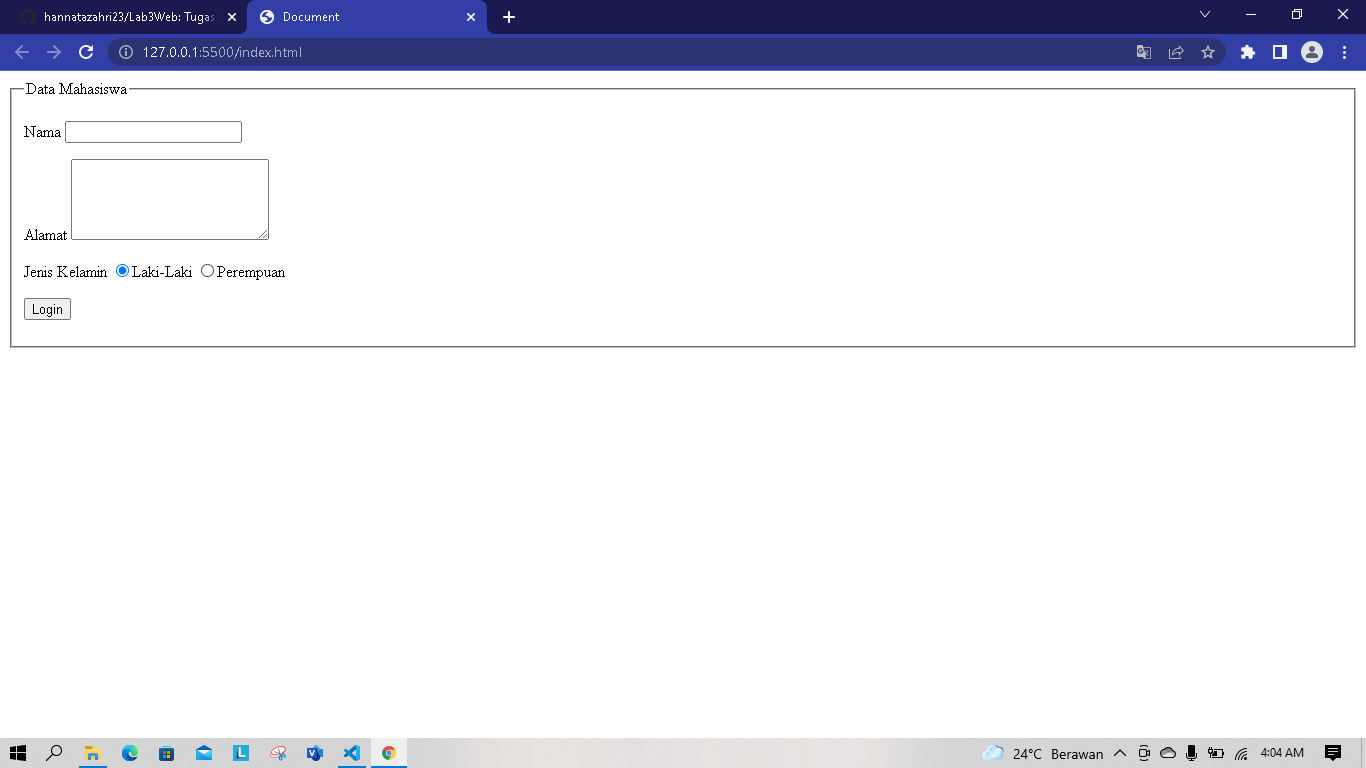 hannatazahri23/Lab3Web: Tugas
Document
127.0.0.1:5500/index.html
Data Mahasiswa
Nama
Alamat
Jenis Kelamin Laki-Laki Perempuan
Login
24°C Berawan 4:04 AM